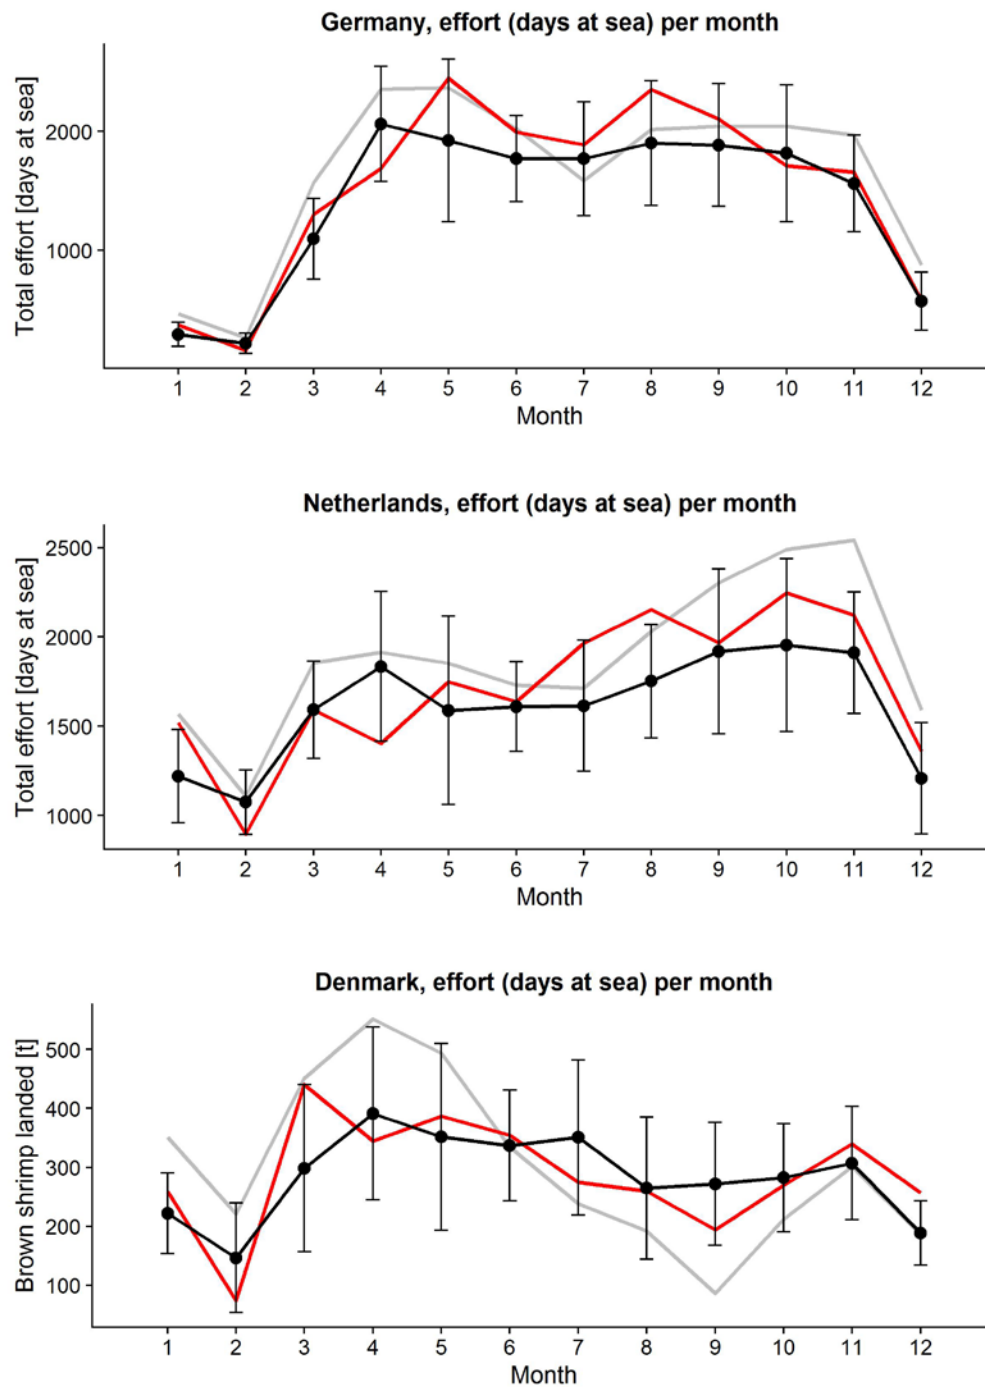 Germany, effort (days at sea) per month
Total effort [days at sea]
2000
1000
1 2 3 4 5 6 7 8 9 10 11 12
Month
Netherlands, effort (days at sea) per month
Total effort [days at sea]
2500
2000
1500
1000
1 2 3 4 5 6 7 8 9 10 11 12
Month
Denmark, effort (days at sea) per month
Brown shrimp landed [t]
500
400
300
200
100
1 2 3 4 5 6 7 8 9 10 11 12
Month